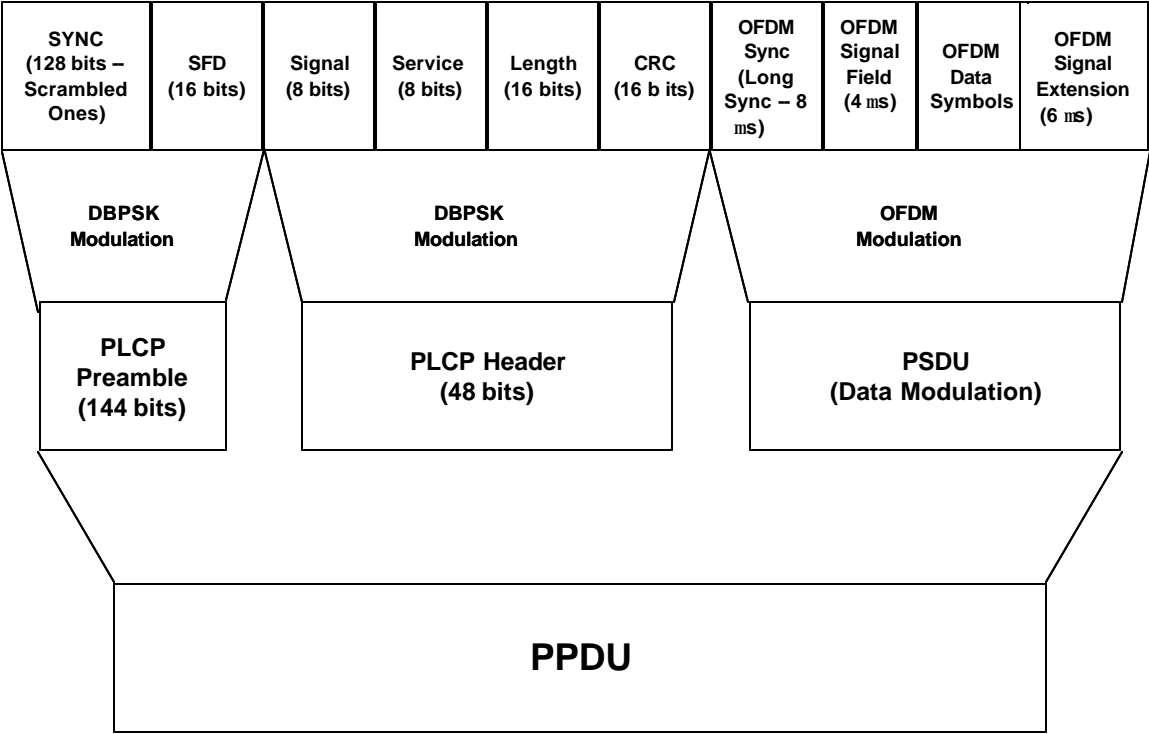 SYNC
(128 bits –
Scrambled
Ones)
SFD
(16 bits)
Signal
(8 bits)
Service
(8 bits)
Length
(16 bits)
CRC
(16 b its)
OFDM
Sync
(Long
Sync – 8
ms)
OFDM
Signal
Field
(4 ms)
OFDM
Data
Symbols
OFDM
Signal
Extension
(6 ms)
DBPSK
Modulation
DBPSK
Modulation
OFDM
Modulation
PLCP
Preamble
(144 bits)
PLCP Header
(48 bits)
PSDU
(Data Modulation)
PPDU